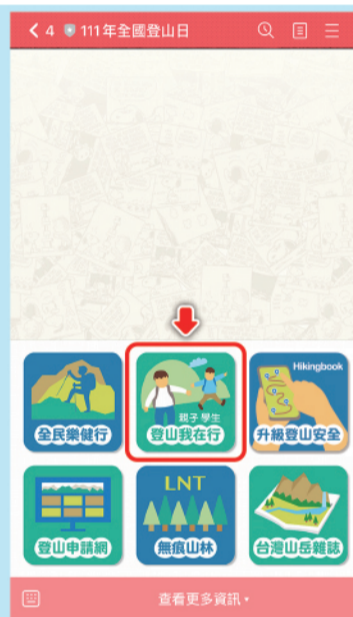 4 111年全國登山日
Hikingbook
親子 學生
全民樂健行
登山我在行
升級登山安全
LNT
登山申請網
無痕山林
台灣山岳雜誌
查看更多資訊